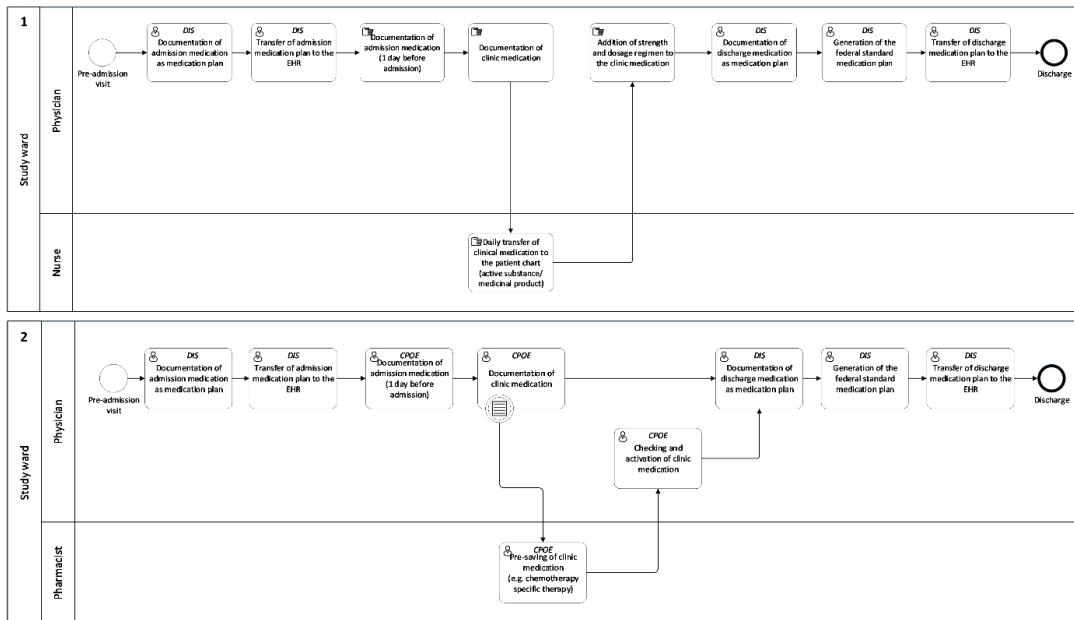 1
Study ward
Physician
Pre-admission
visit
DIS
Documentation of
admission medication
as medication plan
DIS
Transfer of admission
medication plan to the
EHR
Documentation of
admission medication
(1 day before
admission)
Documentation of
clinic medication
Addition of strength
and dosage regimen to
the clinic medication
DIS
Documentation of
discharge medication
as medication plan
DIS
Generation of the
federal standard
medication plan
DIS
Transfer of discharge
medication plan to the
EHR
Discharge
Nurse
Daily transfer of
clinical medication to
the patient chart
(active substance/
medicinal product)
2
Study ward
Physician
Pre-admission
visit
DIS
Documentation of
admission medication
as medication plan
DIS
Transfer of admission
medication plan to the
EHR
CPOE
Documentation of
admission medication
(1 day before
admission)
CPOE
Documentation of
clinic medication
DIS
Documentation of
discharge medication
as medication plan
DIS
Generation of the
federal standard
medication plan
DIS
Transfer of discharge
medication plan to the
EHR
Discharge
CPOE
Checking and
activation of clinic
medication
Pharmacist
CPOE
Pre-saving of clinic
medication
(e.g. chemotherapy
specific therapy)